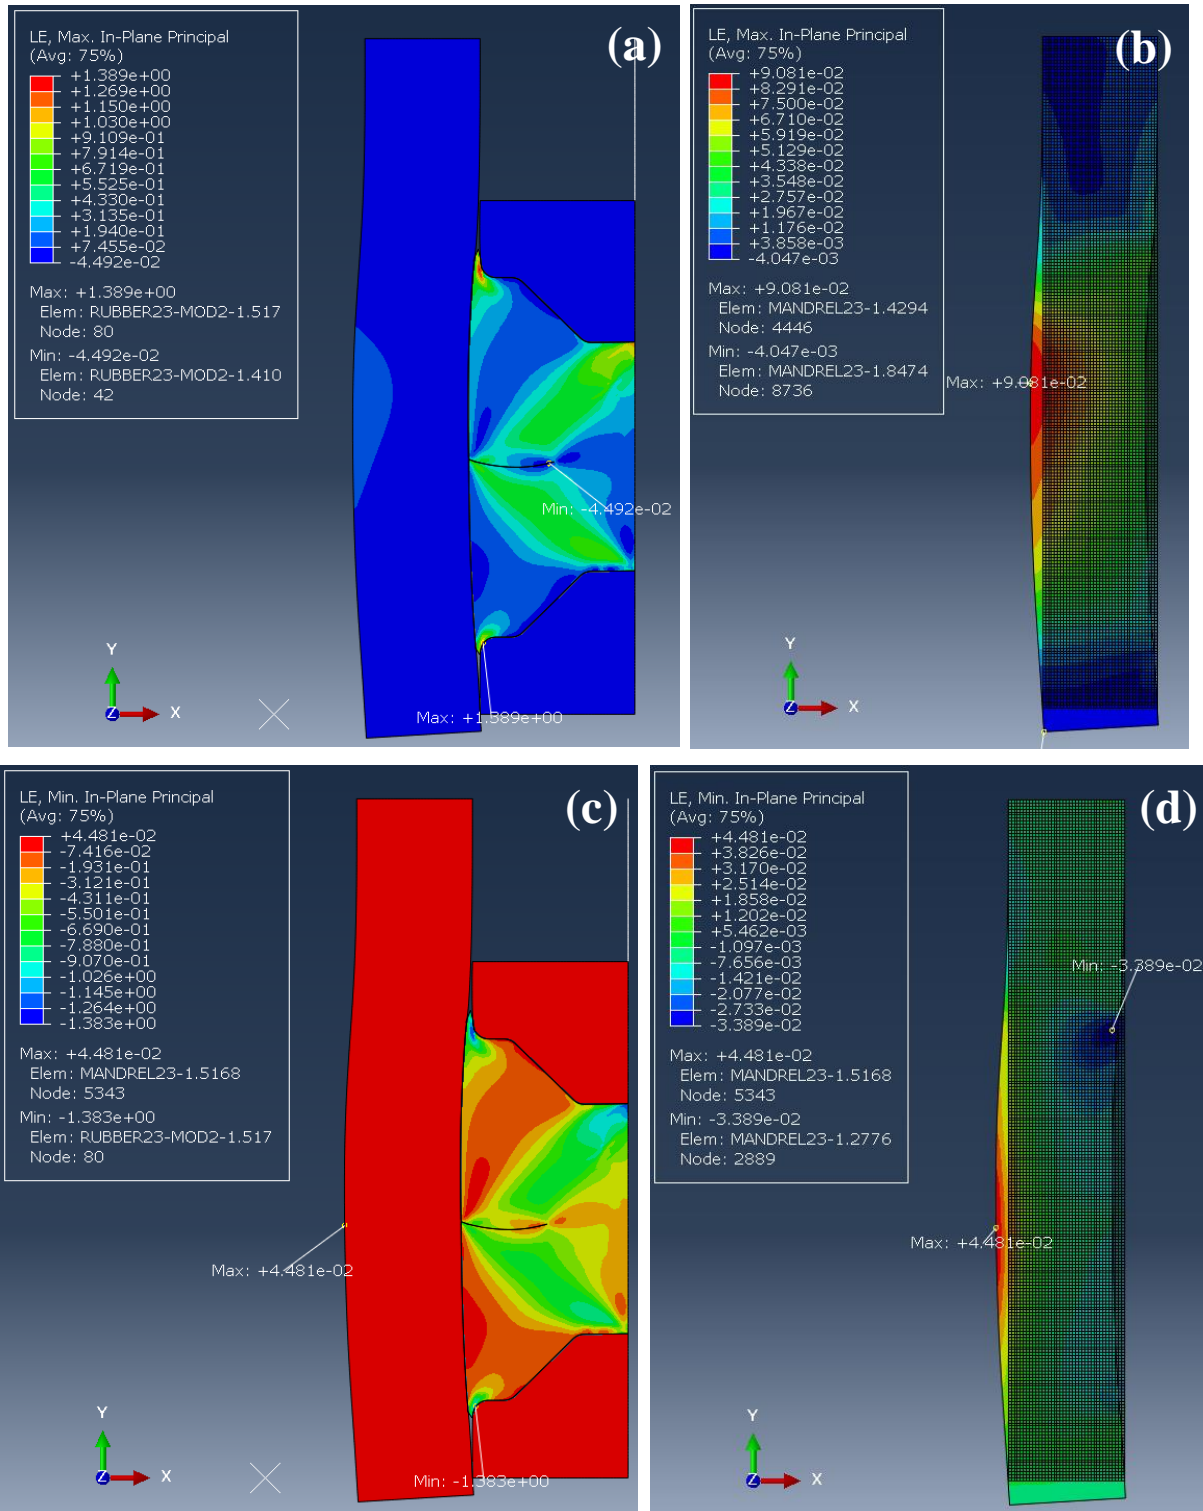 LE, Max. In-Plane Principal
(Avg: 75%)
+1.389e+00
+1.269e+00
+1.150e+00
+1.030e+00
+9.109e-01
+7.914e-01
+6.719e-01
+5.525e-01
+4.330e-01
+3.135e-01
+1.940e-01
+7.455e-02
-4.492e-02
Max: +1.389e+00
Elem: RUBBER23-MOD2-1.517
Node: 80
Min: -4.492e-02
Elem: RUBBER23-MOD2-1.410
Node: 42
(a)
Min: -4.492e-02
Max: +1.389e+00
Y
Z
X
LE, Max. In-Plane Principal
(Avg: 75%)
+9.081e-02
+8.291e-02
+7.500e-02
+6.710e-02
+5.919e-02
+5.129e-02
+4.338e-02
+3.548e-02
+2.757e-02
+1.967e-02
+1.176e-02
+3.858e-03
-4.047e-03
Max: +9.081e-02
Elem: MANDREL23-1.4294
Node: 4446
Min: -4.047e-03
Elem: MANDREL23-1.8474
Node: 8736
(b)
Max: +9.081e-02
Y
Z
X
LE, Min. In-Plane Principal
(Avg: 75%)
+4.481e-02
-7.416e-02
-1.931e-01
-3.121e-01
-4.311e-01
-5.501e-01
-6.690e-01
-7.880e-01
-9.070e-01
-1.026e+00
-1.145e+00
-1.264e+00
-1.383e+00
Max: +4.481e-02
Elem: MANDREL23-1.5168
Node: 5343
Min: -1.383e+00
Elem: RUBBER23-MOD2-1.517
Node: 80
(c)
Max: +4.481e-02
Min: -1.383e+00
Y
Z
X
LE, Min. In-Plane Principal
(Avg: 75%)
+4.481e-02
+3.826e-02
+3.170e-02
+2.514e-02
+1.858e-02
+1.202e-02
+5.462e-03
-1.097e-03
-7.656e-03
-1.421e-02
-2.077e-02
-2.733e-02
-3.389e-02
Max: +4.481e-02
Elem: MANDREL23-1.5168
Node: 5343
Min: -3.389e-02
Elem: MANDREL23-1.2776
Node: 2889
(d)
Min: -3.389e-02
Max: +4.481e-02
Y
Z
X